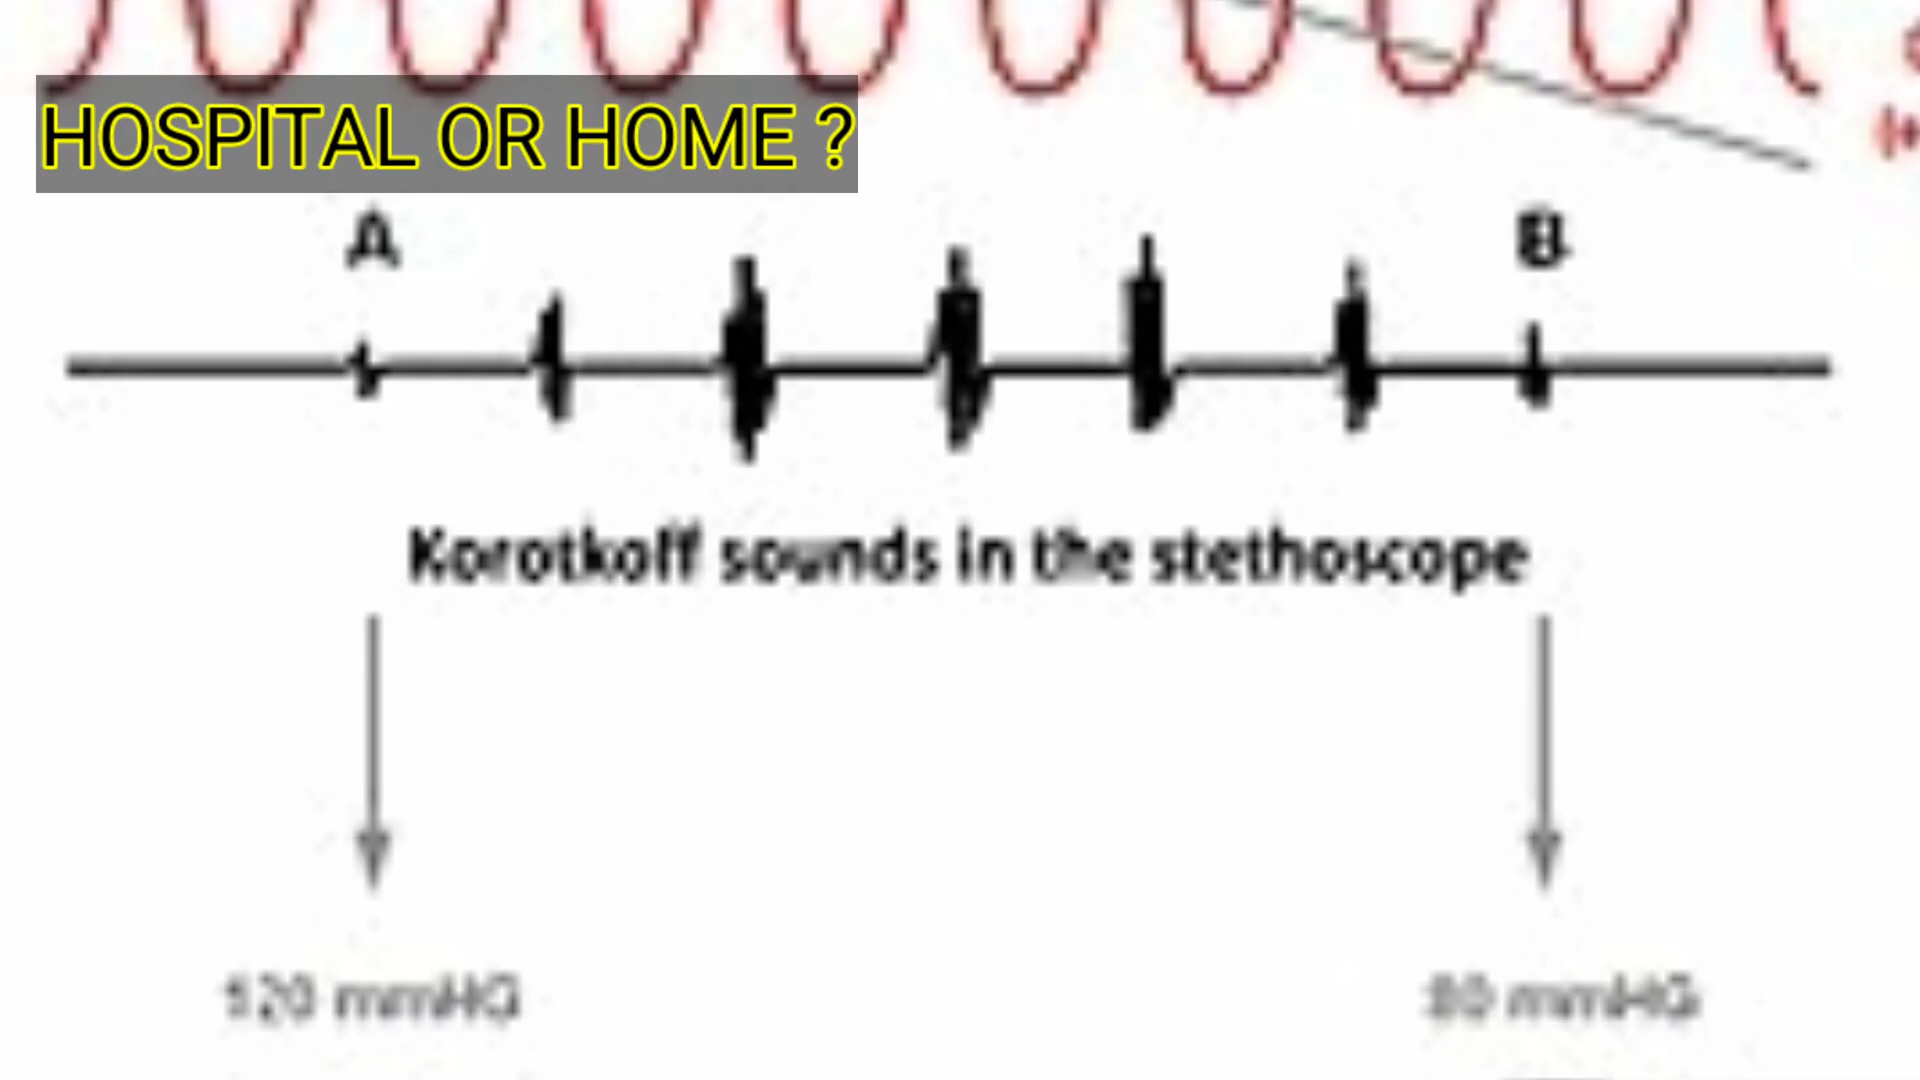 HOSPITAL OR HOME ?
A
B
Korotkoff sounds in the stethoscope
120 mmHG
80 mmHG